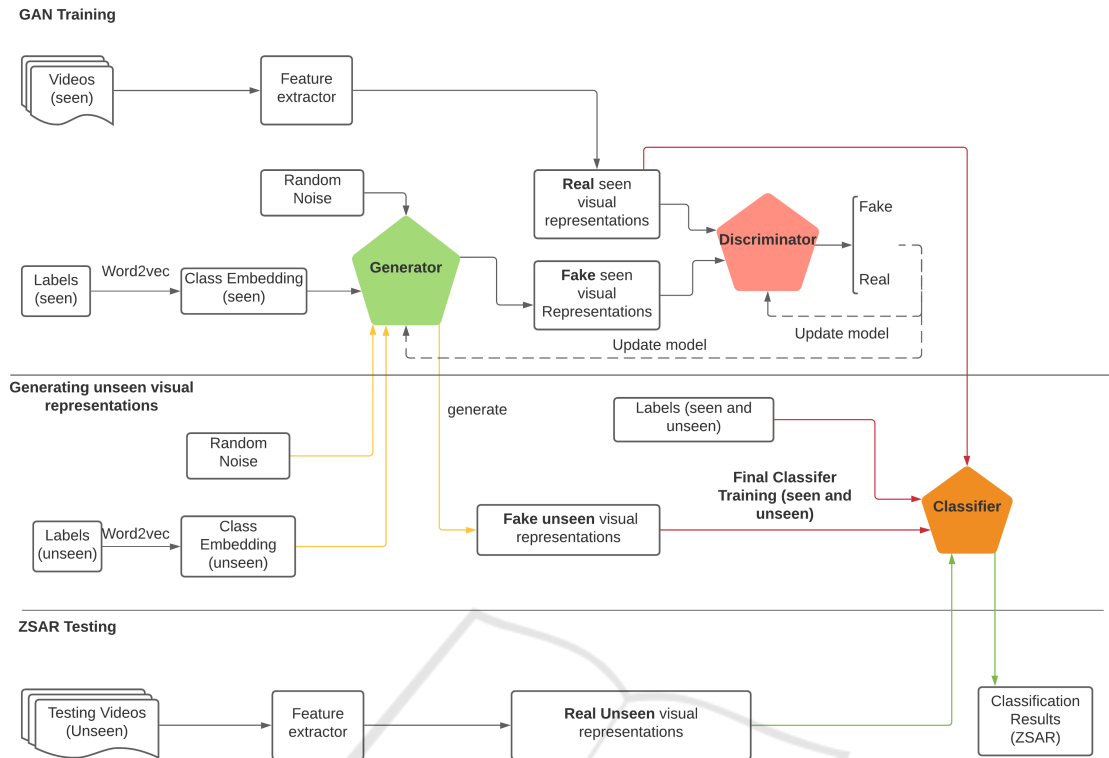 GAN Training
Videos
(seen)
Feature
extractor
Random
Noise
Labels
(seen)
Word2vec
Class Embedding
(seen)
Generator
Real seen
visual
representations
Fake seen
visual
Representations
Discriminator
Fake
Real
Update model
Update model
Generating unseen visual
representations
generate
Random
Noise
Labels
(unseen)
Word2vec
Class
Embedding
(unseen)
Fake unseen visual
representations
Labels (seen and
unseen)
Final Classifer
Training (seen and
unseen)
Classifier
ZSAR Testing
Testing Videos
(Unseen)
Feature
extractor
Real Unseen visual
representations
Classification
Results
(ZSAR)